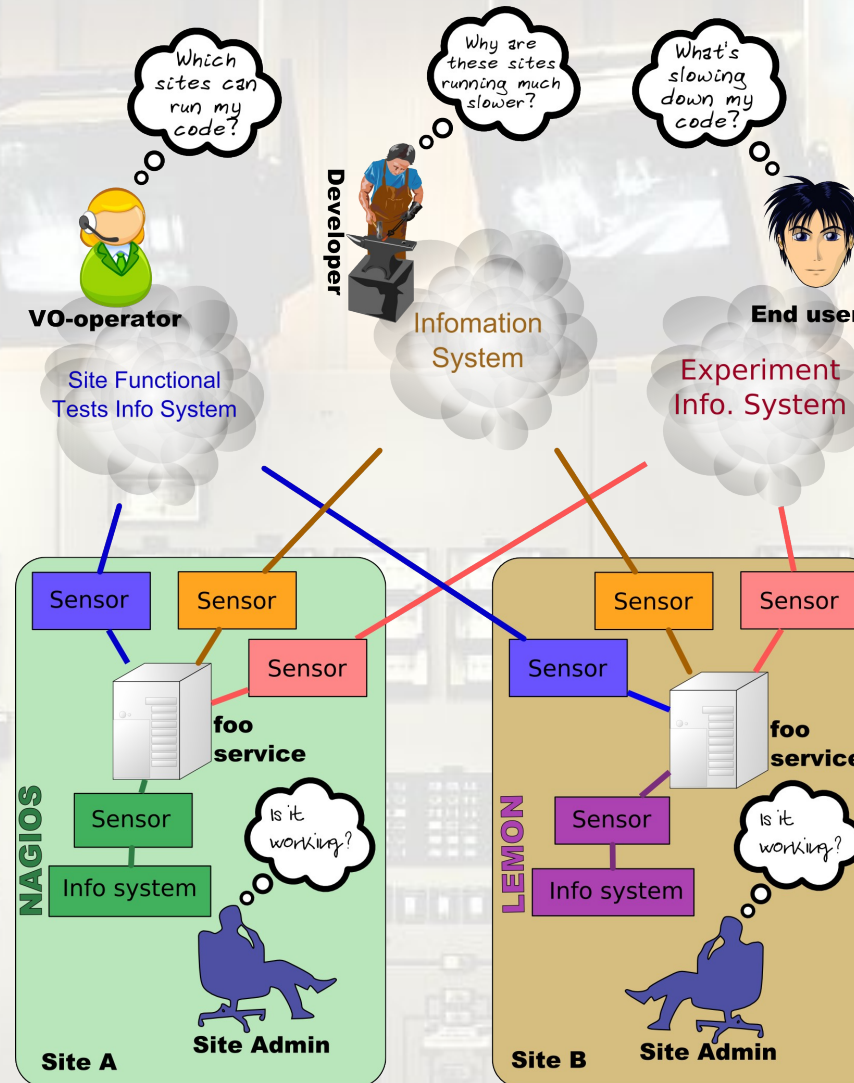 Which
sites can
run my
code?
Why are
these sites
running much
slower?
What's
slowing
down my
code?
Developer
VO-operator
End user
Site Functional
Tests Info System
Infomation
System
Experiment
Info. System
Sensor
Sensor
Sensor
foo
service
Sensor
Info system
NAGIOS
Is it
working?
Site Admin
Site A
Sensor
Sensor
Sensor
foo
service
Sensor
Info system
LEMON
Is it
working?
Site Admin
Site B